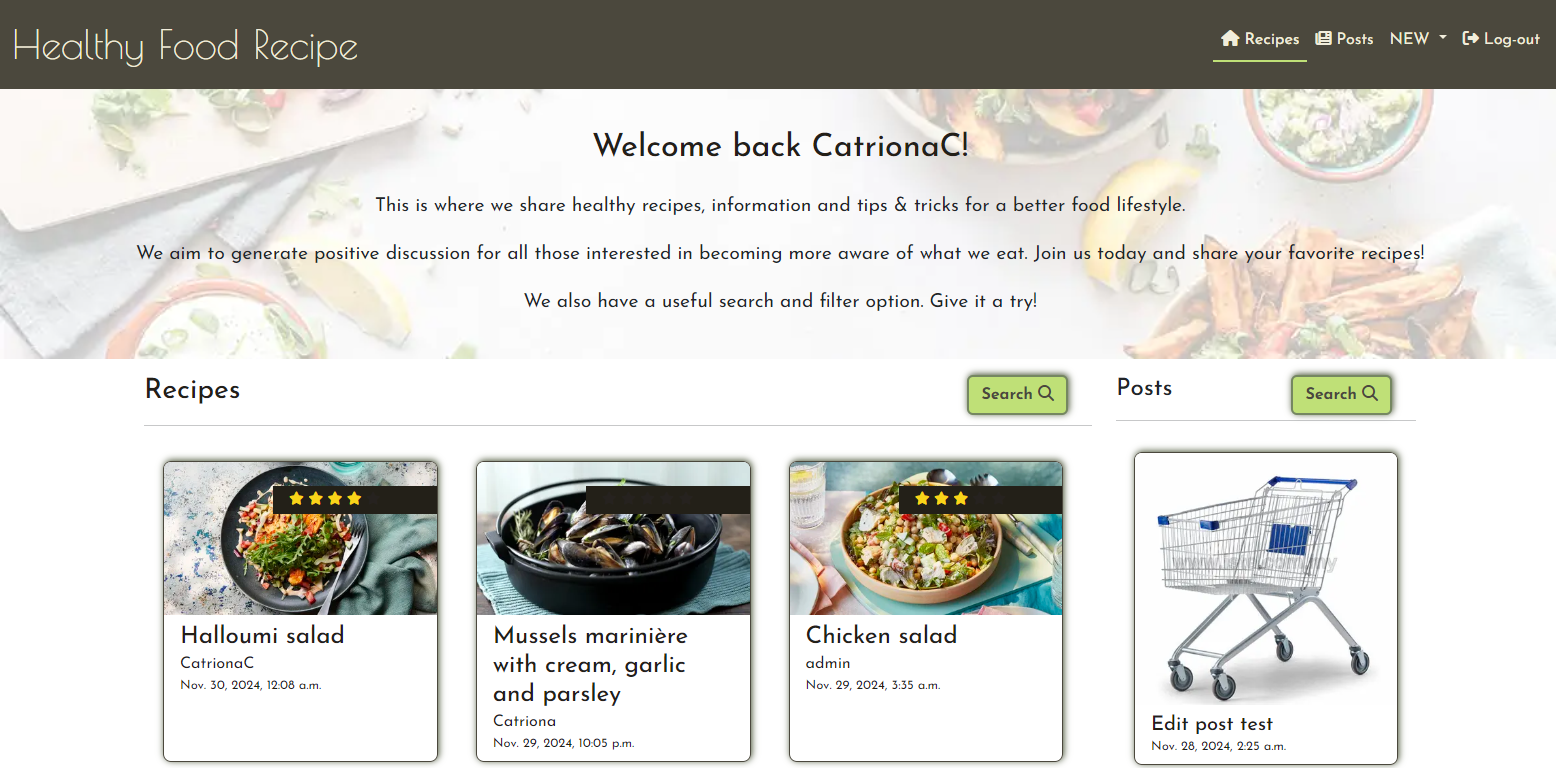 Healthy Food Recipe
Recipes
Posts
NEW
Log-out
Welcome back CatrionaC!
This is where we share healthy recipes, information and tips & tricks for a better food lifestyle.
We aim to generate positive discussion for all those interested in becoming more aware of what we eat. Join us today and share your favorite recipes!
We also have a useful search and filter option. Give it a try!
Recipes
Search
Posts
Search
Halloumi salad
CatrionaC
Nov. 30, 2024, 12:08 a.m.
Mussels marinière
with cream, garlic
and parsley
Catriona
Nov. 29, 2024, 10:05 p.m.
Chicken salad
admin
Nov. 29, 2024, 3:35 a.m.
Edit post test
Nov. 28, 2024, 2:25 a.m.